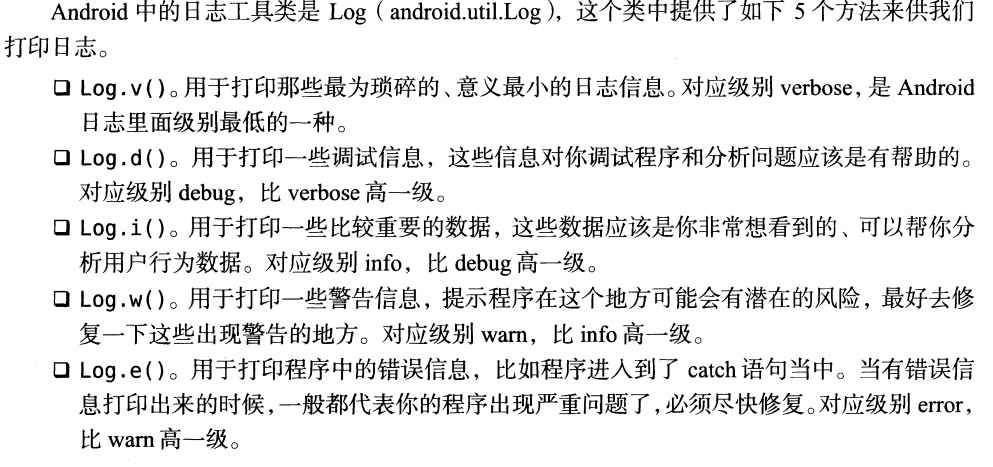 Android 中的日志工具类是 Log（android.util.Log），这个类中提供了如下 5 个方法来供我们
打印日志。
❑ Log.v()。用于打印那些最为琐碎的、意义最小的日志信息。对应级别 verbose，是 Android
日志里面级别最低的一种。
❑ Log.d()。用于打印一些调试信息，这些信息对你调试程序和分析问题应该是有帮助的。
对应级别 debug，比 verbose 高一级。
❑ Log.i()。用于打印一些比较重要的数据，这些数据应该是你非常想看到的、可以帮你分
析用户行为数据。对应级别 info，比 debug 高一级。
❑ Log.w()。用于打印一些警告信息，提示程序在这个地方可能会有潜在的风险，最好去修
复一下这些出现警告的地方。对应级别 warn，比 info 高一级。
❑ Log.e()。用于打印程序中的错误信息，比如程序进入到了 catch 语句当中。当有错误信
息打印出来的时候，一般都代表你的程序出现严重问题了，必须尽快修复。对应级别 error，
比 warn 高一级。